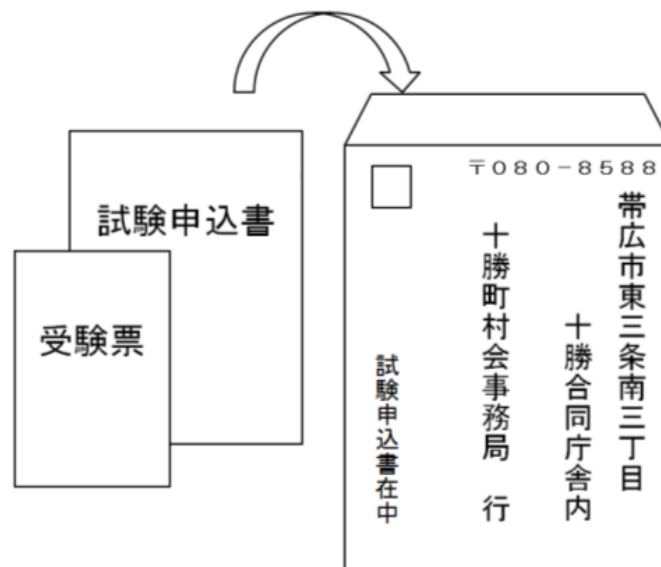 試験申込書
受験票
〒080-8588
帯広市東三条南三丁目
十勝合同庁舎内
十勝町村会事務局 行
試験申込書在中